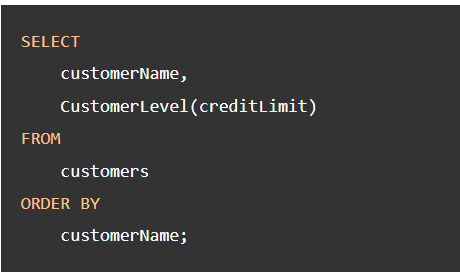 SELECT
    customerName,
    CustomerLevel(creditLimit)
FROM
    customers
ORDER BY
    customerName;